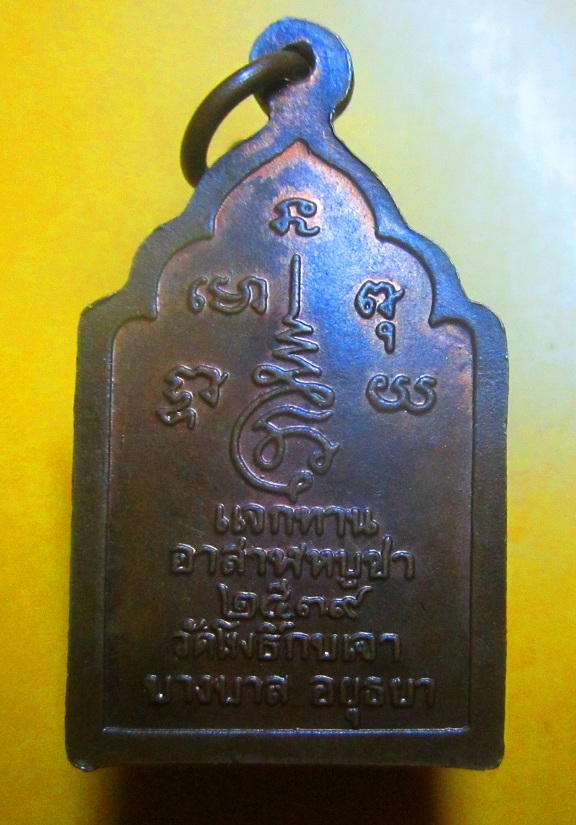 แจกทาน
อาสาฬหบูชา
๒๕๓๙
วัดโพธิ์กบเจา
บางบาล อยุธยา